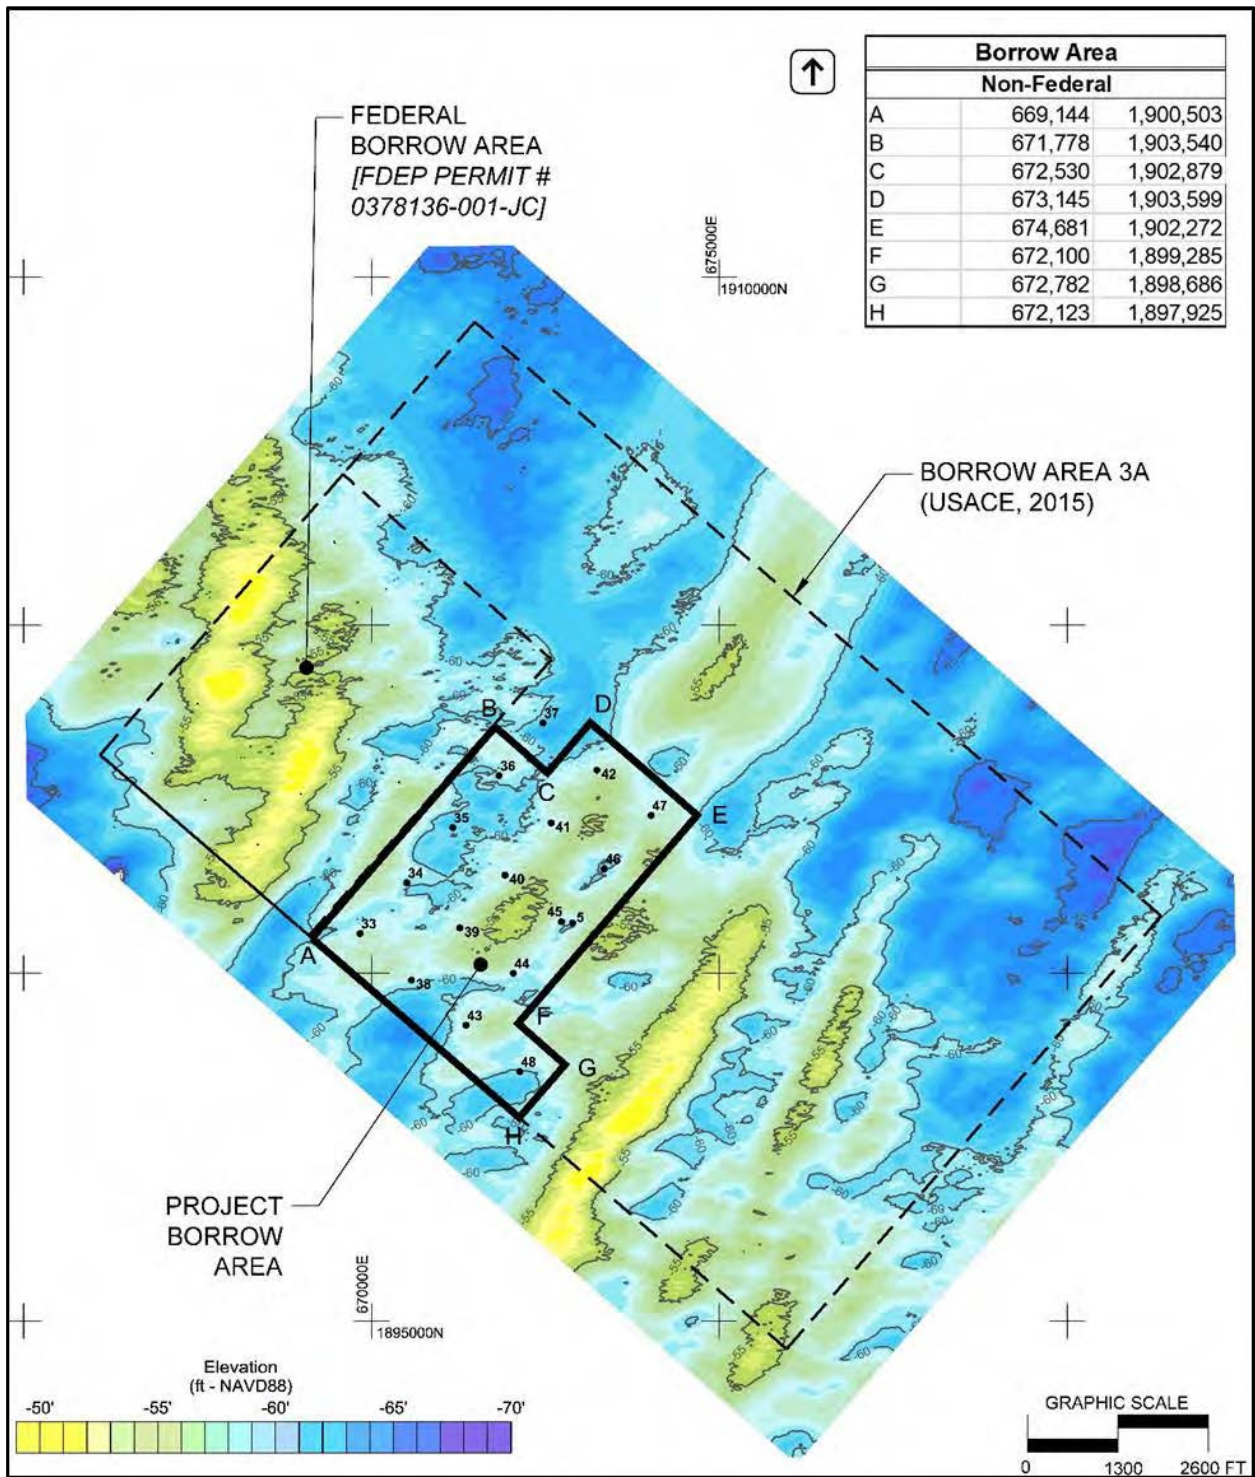 Borrow Area
Non-Federal
A 669,144 1,900,503
B 671,778 1,903,540
C 672,530 1,902,879
D 673,145 1,903,599
E 674,681 1,902,272
F 672,100 1,899,285
G 672,782 1,898,686
H 672,123 1,897,925
FEDERAL
BORROW AREA
[FDEP PERMIT #
0378136-001-JC]
675000E
1910000N
BORROW AREA 3A
(USACE, 2015)
B
D
37
36
42
C
47
E
35
41
46
34
40
45
5
33
39
A
44
38
43
F
48
G
H
-60
-55
PROJECT
BORROW
AREA
670000E
1895000N
Elevation
(ft - NAVD88)
-50' -55' -60' -65' -70'
GRAPHIC SCALE
0 1300 2600 FT